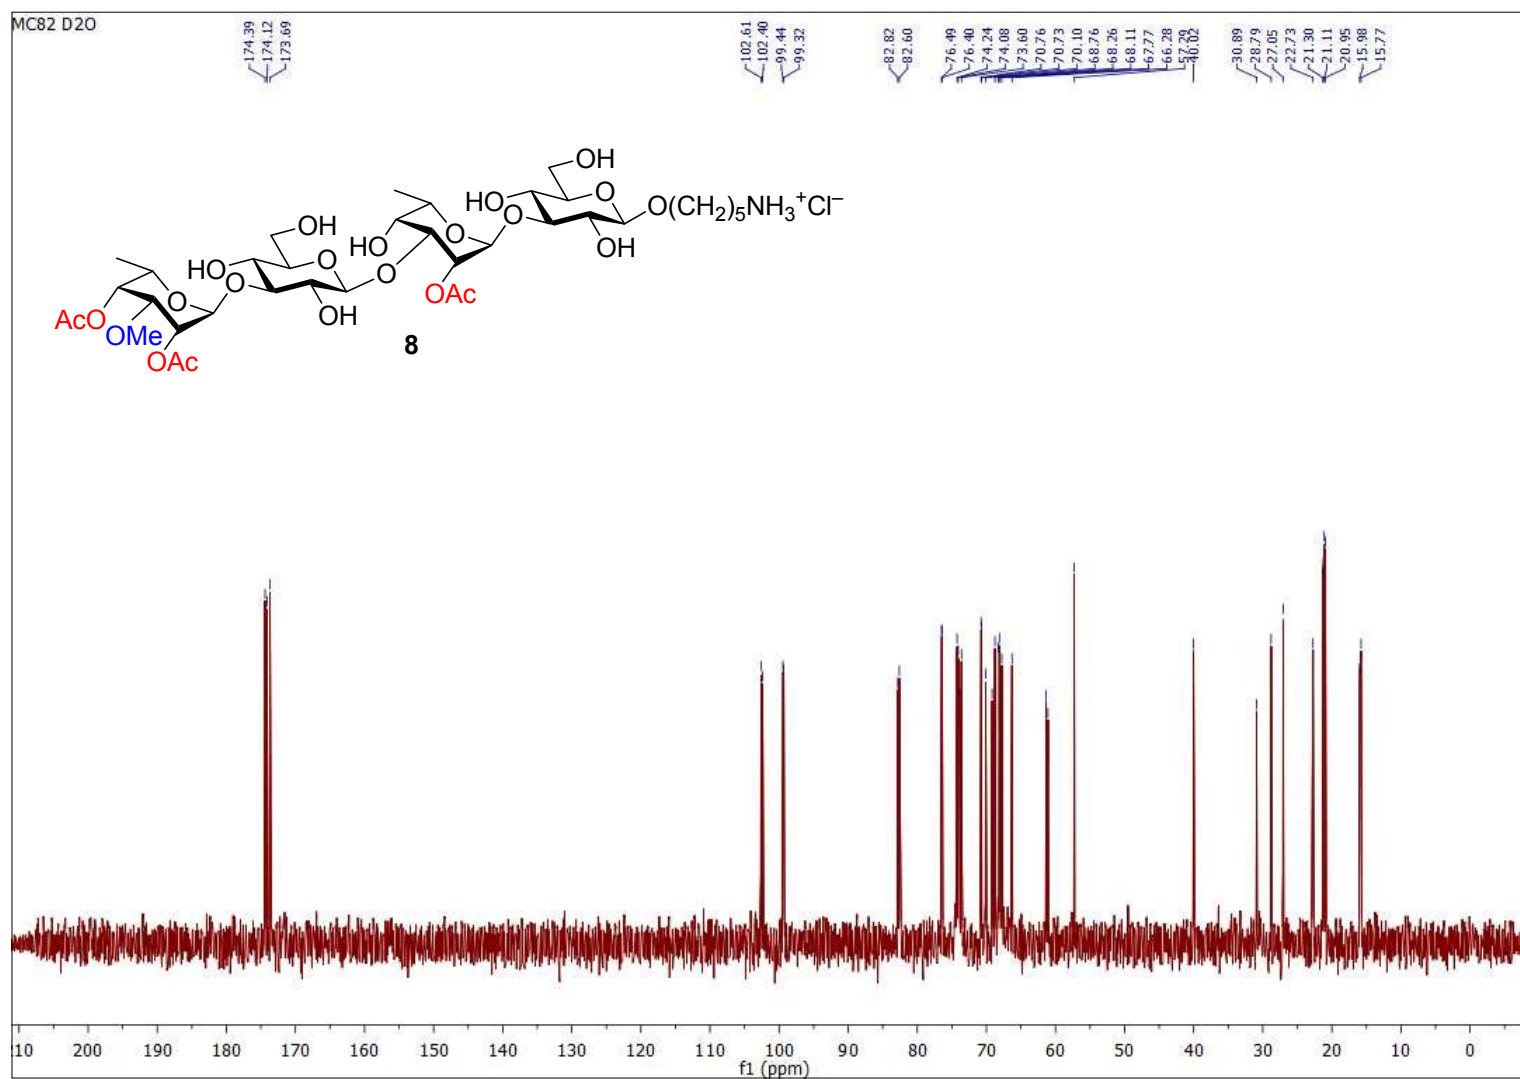 MC82 D2O
174.39
174.12
173.69
102.61
102.40
99.44
99.32
82.82
82.60
76.49
76.40
74.24
74.08
73.60
70.76
70.73
70.10
68.76
68.26
68.11
67.77
66.28
57.29
40.02
30.89
28.79
27.05
22.73
21.30
21.11
20.95
15.98
15.77
OH
HO
O
O(CH2)5NH3+Cl–
O
OH
OH
HO
O
HO
O
O
OH
OAc
O
O
AcO
OMe
OAc
8
200 190 180 170 160 150 140 130 120 110 100 90 80 70 60 50 40 30 20 10 0
f1 (ppm)